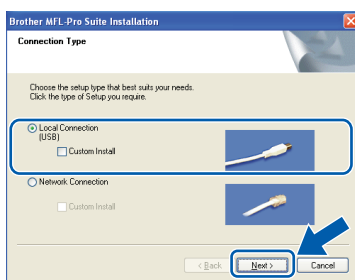 Brother MFL-Pro Suite Installation
Connection Type
Choose the setup type that best suits your needs.
Click the type of Setup you require.
Local Connection
(USB)
Custom Install
Network Connection
Custom Install
< Back
Next >
Cancel